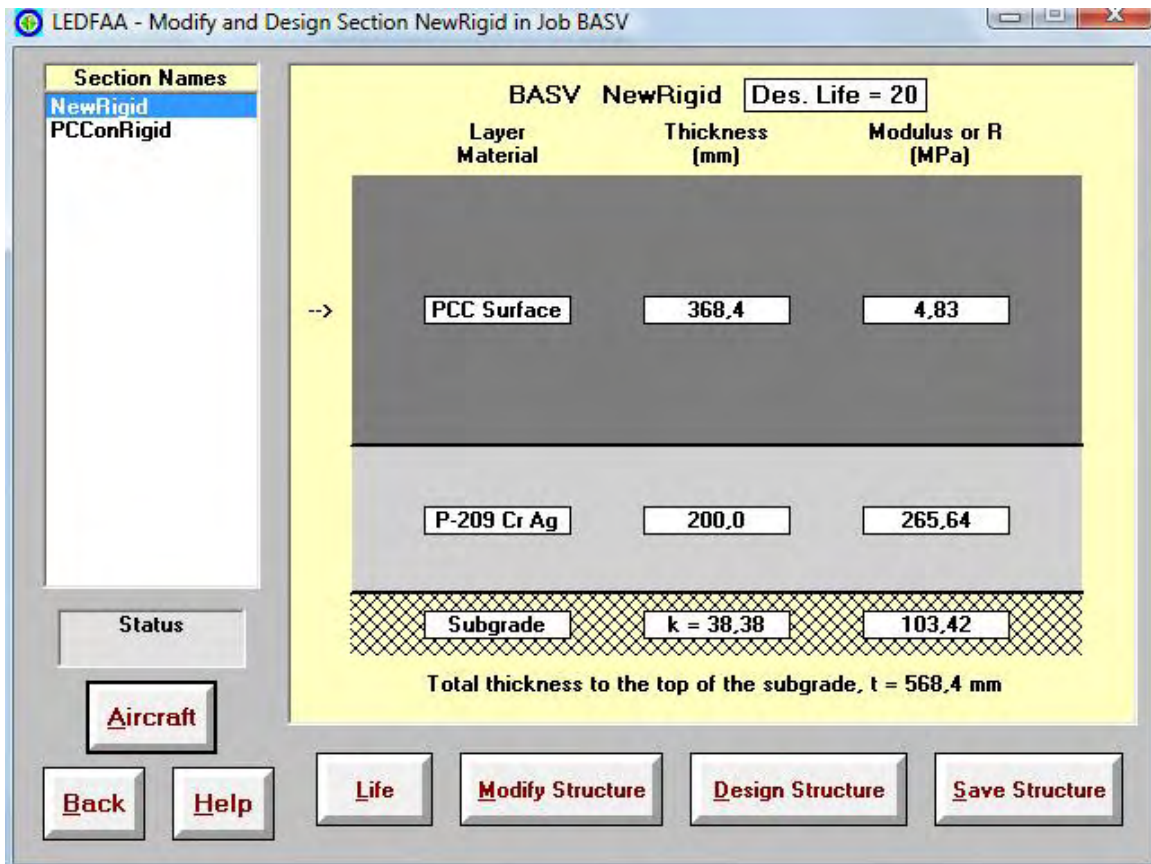 LEDFAA - Modify and Design Section NewRigid in Job BASV
Section Names
NewRigid
PCConRigid
BASV NewRigid Des. Life = 20
Layer Material Thickness (mm) Modulus or R (MPa)
--> PCC Surface 368,4 4,83
P-209 Cr Ag 200,0 265,64
Subgrade k = 38,38 103,42
Total thickness to the top of the subgrade, t = 568,4 mm
Status
Aircraft
Back Help Life Modify Structure Design Structure Save Structure